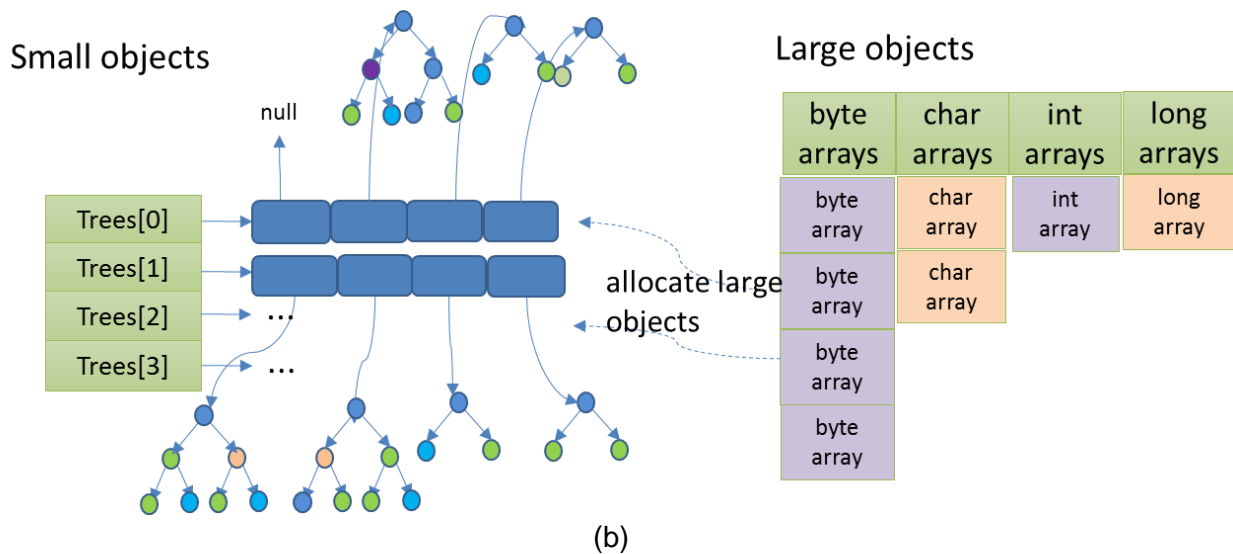 Small objects
Large objects
null
byte
arrays
char
arrays
int
arrays
long
arrays
Trees[0]
Trees[1]
Trees[2]
...
Trees[3]
...
allocate large
objects
byte
array
char
array
int
array
long
array
byte
array
char
array
byte
array
byte
array
(b)